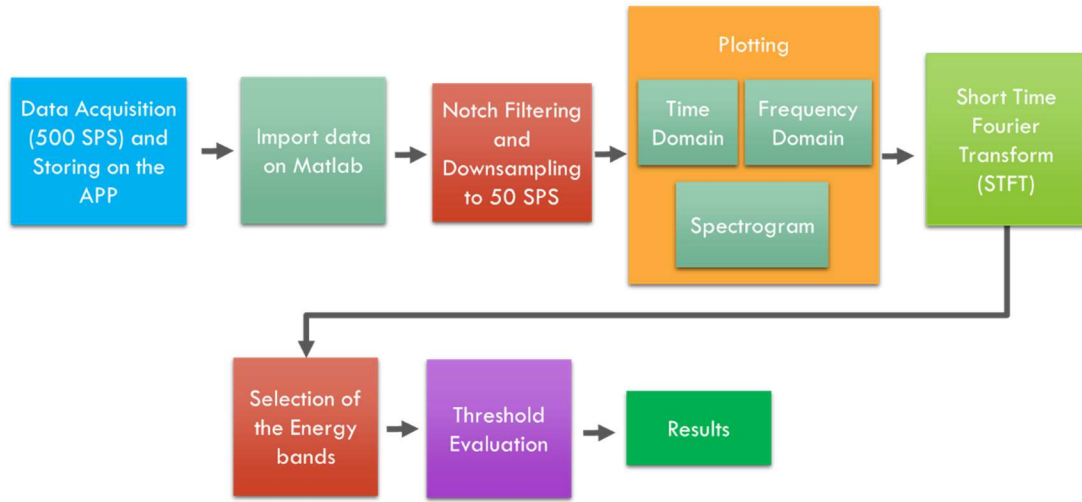 Data Acquisition
(500 SPS) and
Storing on the
APP
Import data
on Matlab
Notch Filtering
and
Downsampling
to 50 SPS
Plotting
Time
Domain
Frequency
Domain
Spectrogram
Short Time
Fourier
Transform
(STFT)
Selection of
the Energy
bands
Threshold
Evaluation
Results